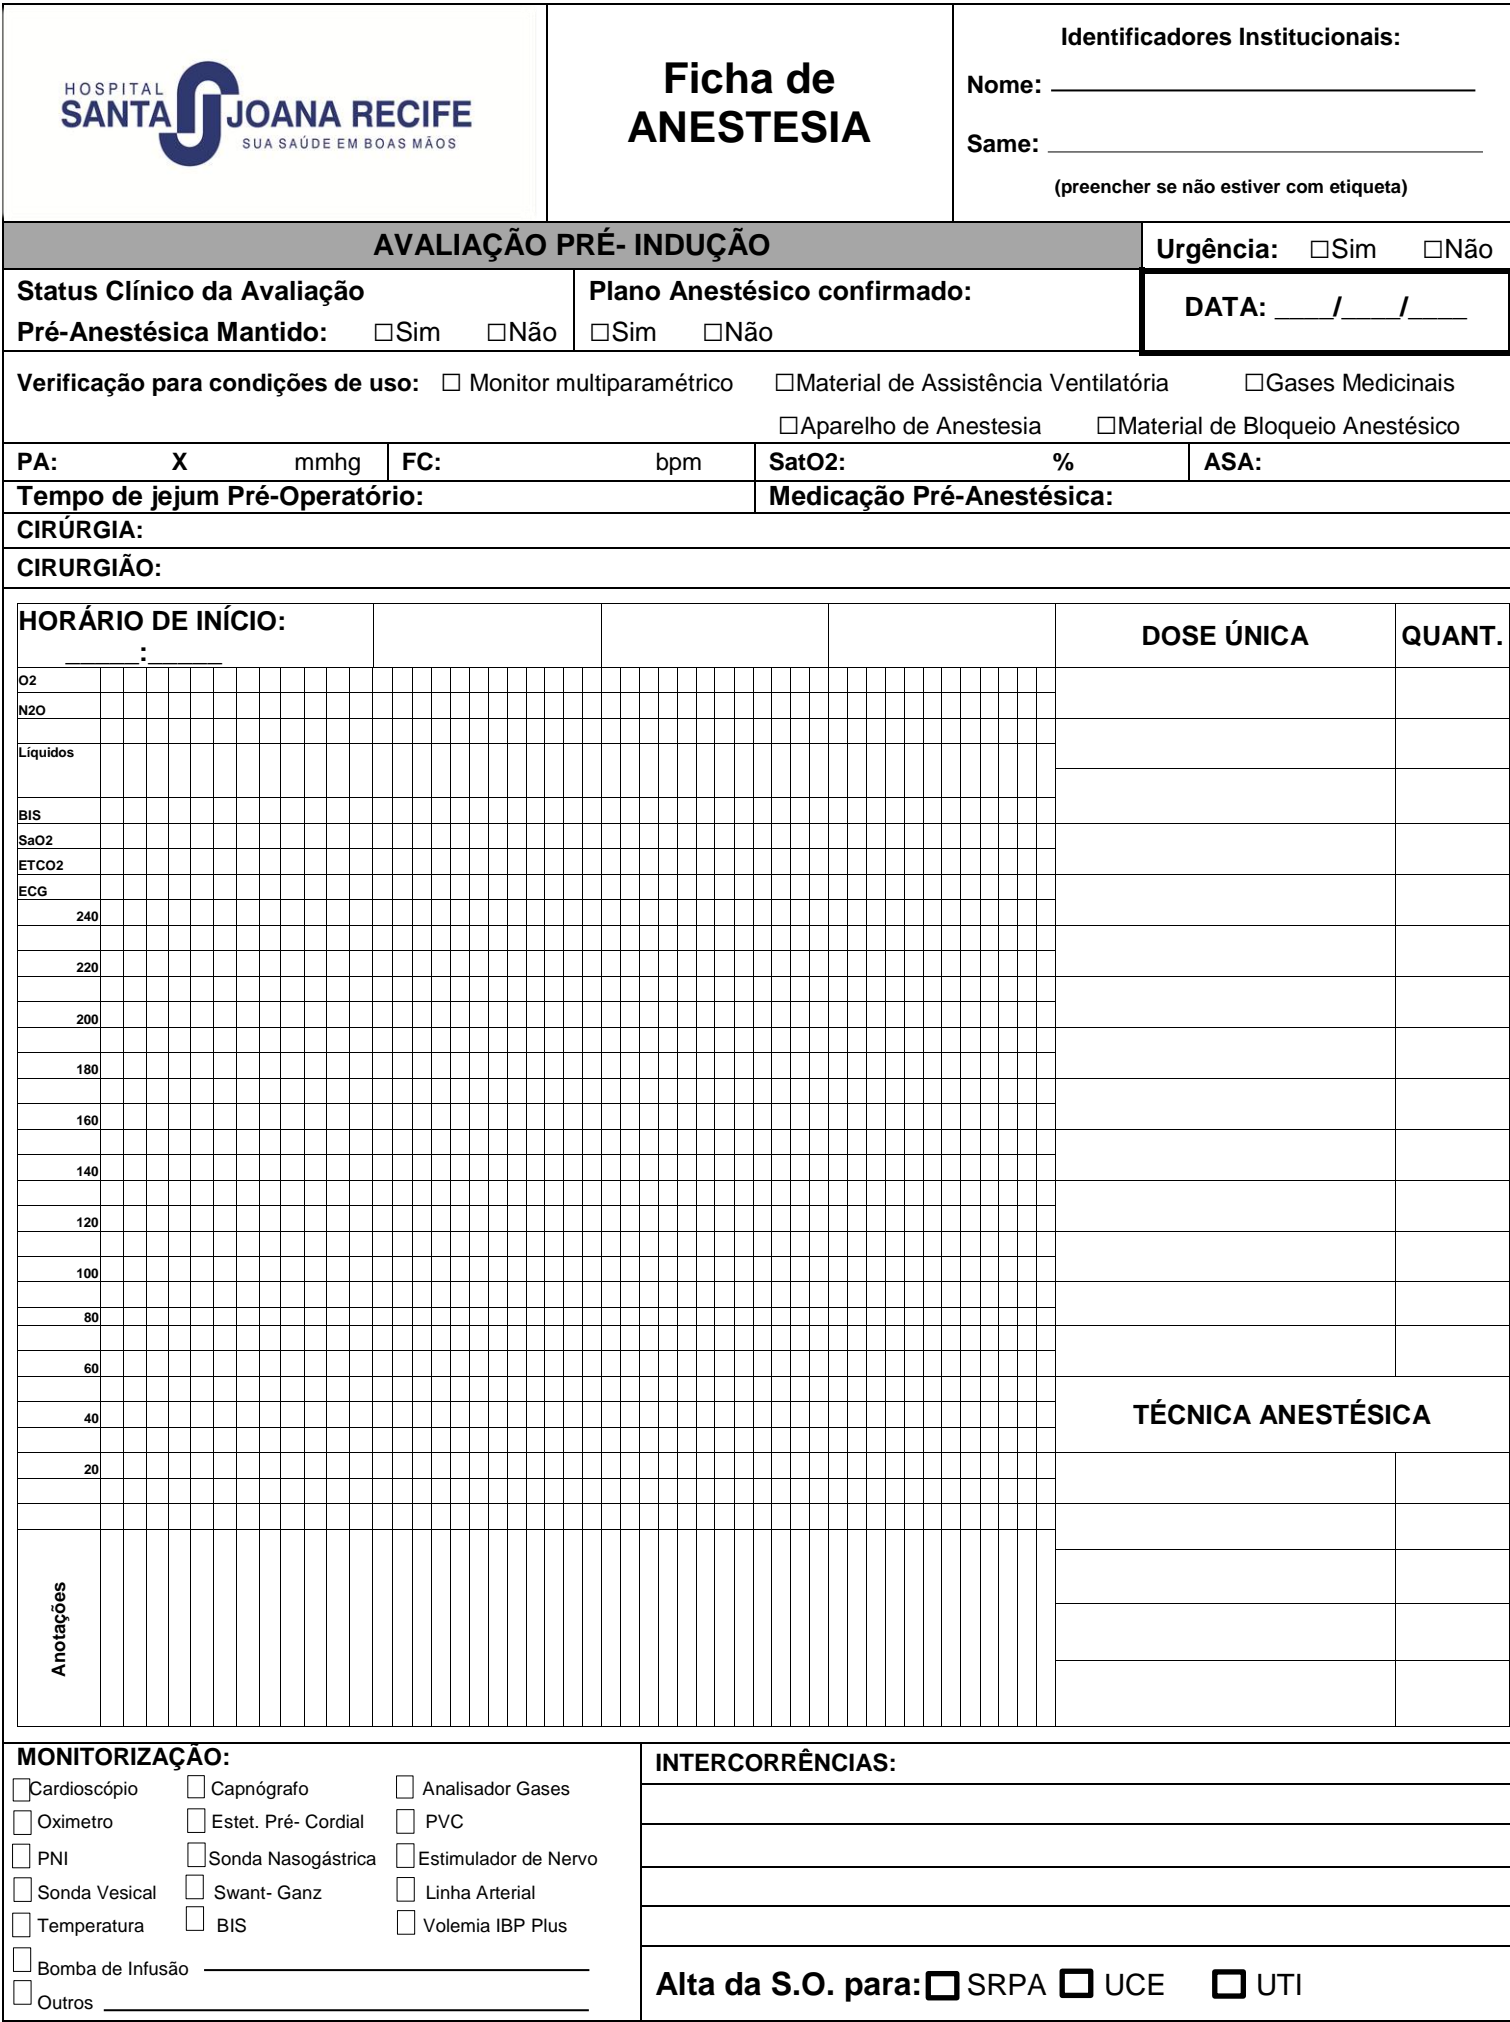 HOSPITAL
SANTA JOANA RECIFE
SUA SAÚDE EM BOAS MÃOS
Ficha de
ANESTESIA
Identificadores Institucionais:
Nome:
Same:
(preencher se não estiver com etiqueta)
AVALIAÇÃO PRÉ- INDUÇÃO
Urgência: ☐Sim ☐Não
Status Clínico da Avaliação
Pré-Anestésica Mantido: ☐Sim ☐Não
Plano Anestésico confirmado:
☐Sim ☐Não
DATA: ____/____/____
Verificação para condições de uso: ☐ Monitor multiparamétrico ☐Material de Assistência Ventilatória ☐Gases Medicinais
☐Aparelho de Anestesia ☐Material de Bloqueio Anestésico
PA: X mmhg FC: bpm SatO2: % ASA:
Tempo de jejum Pré-Operatório: Medicação Pré-Anestésica:
CIRÚRGIA:
CIRURGIÃO:
HORÁRIO DE INÍCIO:
_____:_____
DOSE ÚNICA QUANT.
O2
N2O
Líquidos
BIS
SaO2
ETCO2
ECG
240
220
200
180
160
140
120
100
80
60
40
20
TÉCNICA ANESTÉSICA
Anotações
MONITORIZAÇÃO:
☐Cardioscópio ☐ Capnógrafo ☐ Analisador Gases
☐ Oximetro ☐ Estet. Pré- Cordial ☐ PVC
☐ PNI ☐ Sonda Nasogástrica ☐ Estimulador de Nervo
☐ Sonda Vesical ☐ Swant- Ganz ☐ Linha Arterial
☐ Temperatura ☐ BIS ☐ Volemia IBP Plus
☐ Bomba de Infusão
☐ Outros
INTERCORRÊNCIAS:
Alta da S.O. para: ☐ SRPA ☐ UCE ☐ UTI